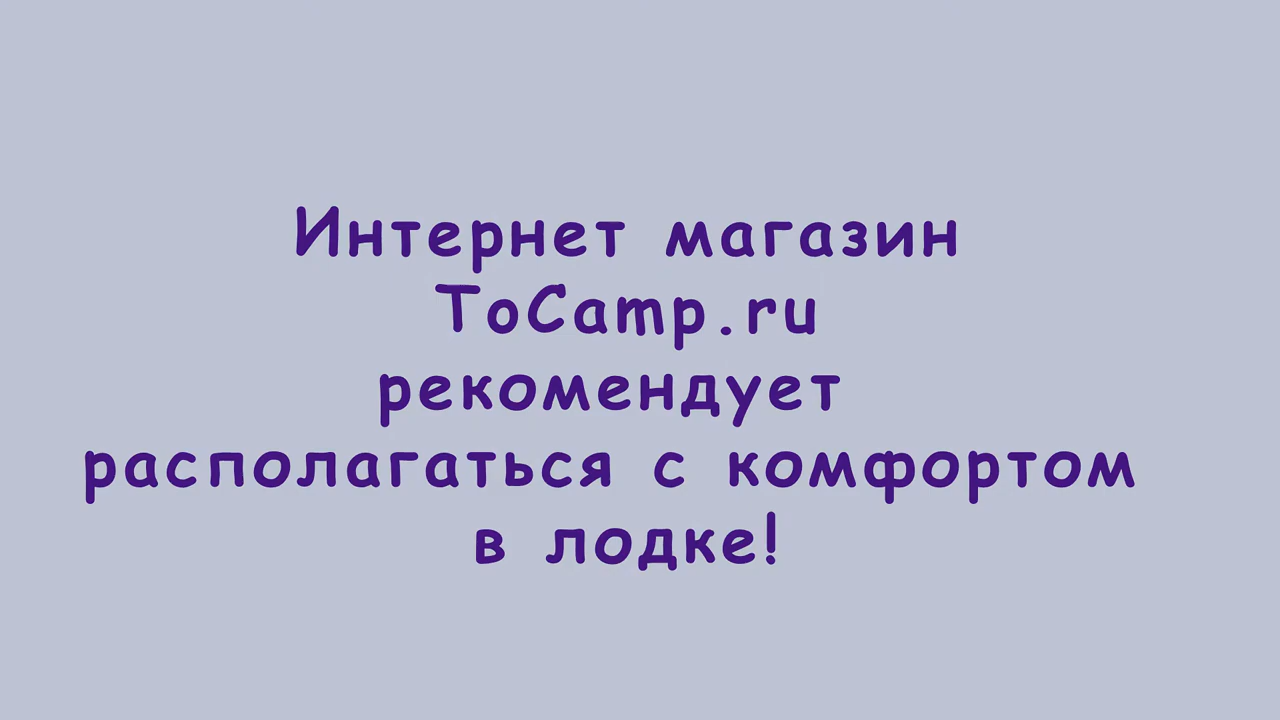 Интернет магазин
ToCamp.ru
рекомендует
располагаться с комфортом
в лодке!